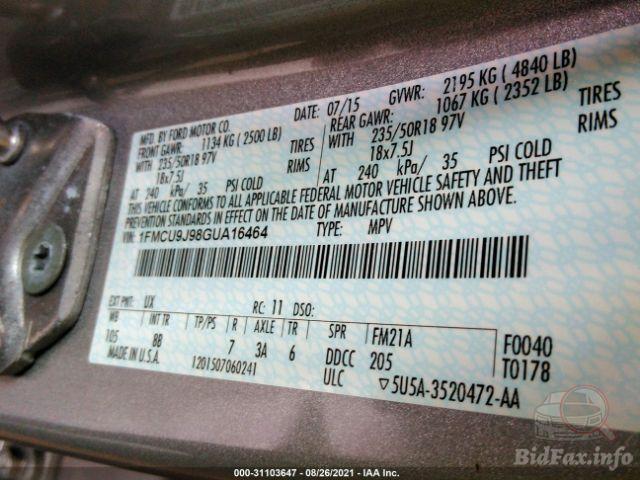 MFD. BY FORD MOTOR CO.
DATE: 07/15 GVWR: 2195 KG ( 4840 LB)
FRONT GAWR: 1134 KG ( 2500 LB)
REAR GAWR: 1067 KG ( 2352 LB)
WITH 235/50R18 97V TIRES
WITH 235/50R18 97V TIRES
18x7.5J RIMS
18x7.5J RIMS
AT 240 kPa/ 35 PSI COLD
AT 240 kPa/ 35 PSI COLD
THIS VEHICLE CONFORMS TO ALL APPLICABLE FEDERAL MOTOR VEHICLE SAFETY AND THEFT
PREVENTION STANDARDS IN EFFECT ON THE DATE OF MANUFACTURE SHOWN ABOVE.
VIN: 1FMCU9J98GUA16464 TYPE: MPV
EXT PNT: UX RC: 11 DSO:
WB INT TR TP/PS R AXLE TR SPR FM21A F0040
105 BB 7 3A 6 DDCC 205 T0178
MADE IN U.S.A. 1201507060241 ULC 5U5A-3520472-AA
000-31103647 - 08/26/2021 - IAA Inc.
BidFax.info